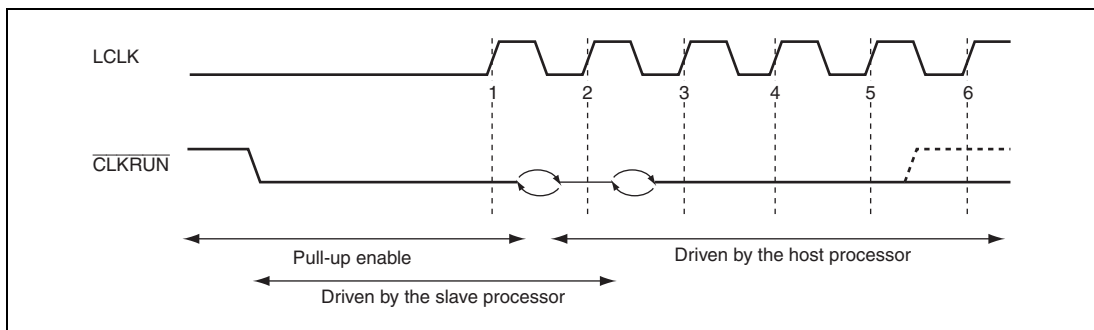 LCLK
1 2 3 4 5 6
CLKRUN
Pull-up enable
Driven by the host processor
Driven by the slave processor